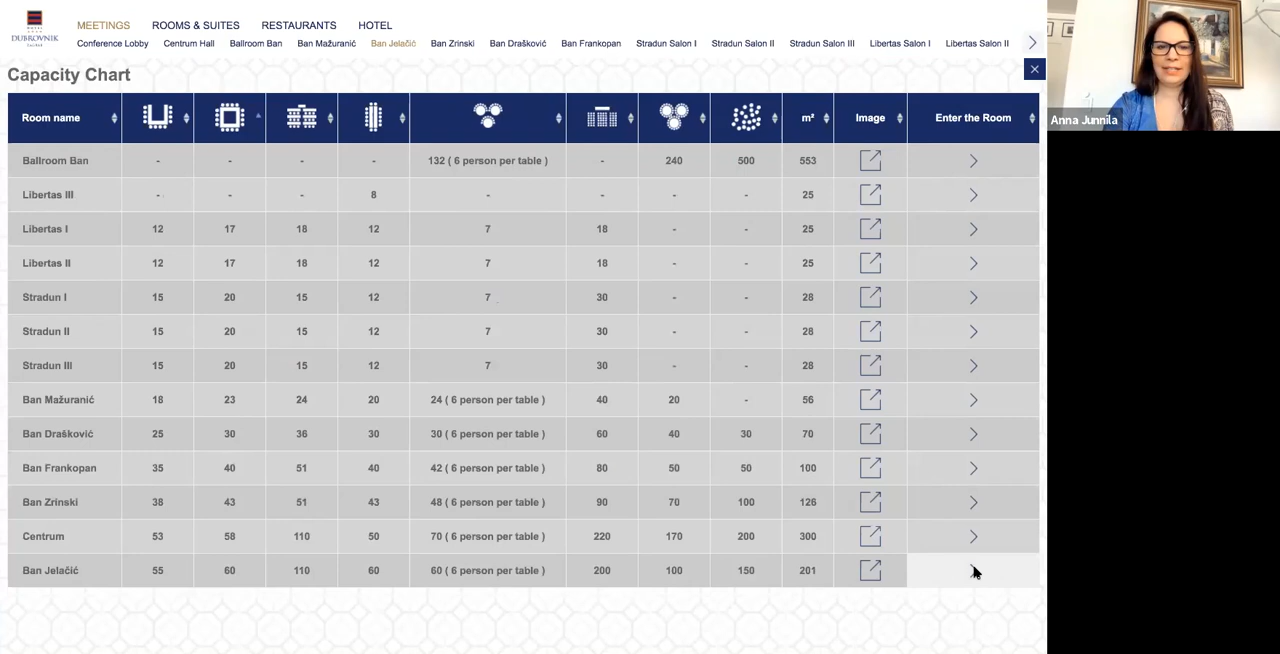 HOTEL
DUBROVNIK
ZAGREB
MEETINGS ROOMS & SUITES RESTAURANTS HOTEL
Conference Lobby Centrum Hall Ballroom Ban Ban Mažuranić Ban Jelačić Ban Zrinski Ban Drašković Ban Frankopan Stradun Salon I Stradun Salon II Stradun Salon III Libertas Salon I Libertas Salon II
Capacity Chart
Room name m² Image Enter the Room
Ballroom Ban - - - - 132 ( 6 person per table ) - 240 500 553
Libertas III - - - 8 - - - - 25
Libertas I 12 17 18 12 7 18 - - 25
Libertas II 12 17 18 12 7 18 - - 25
Stradun I 15 20 15 12 7 30 - - 28
Stradun II 15 20 15 12 7 30 - - 28
Stradun III 15 20 15 12 7 30 - - 28
Ban Mažuranić 18 23 24 20 24 ( 6 person per table ) 40 20 - 56
Ban Drašković 25 30 36 30 30 ( 6 person per table ) 60 40 30 70
Ban Frankopan 35 40 51 40 42 ( 6 person per table ) 80 50 50 100
Ban Zrinski 38 43 51 43 48 ( 6 person per table ) 90 70 100 126
Centrum 53 58 110 50 70 ( 6 person per table ) 220 170 200 300
Ban Jelačić 55 60 110 60 60 ( 6 person per table ) 200 100 150 201
Anna Junnila